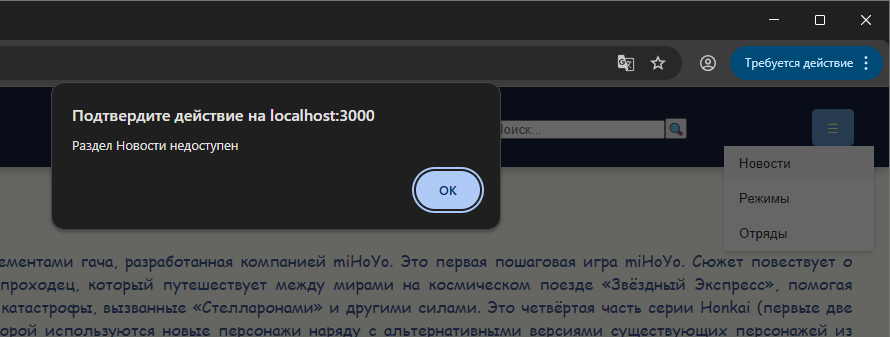 Требуется действие
Подтвердите действие на localhost:3000
Раздел Новости недоступен
ОК
оиск...
☰
Новости
Режимы
Отряды
ементами гача, разработанная компанией miHoYo. Это первая пошаговая игра miHoYo. Сюжет повествует о
проходец, который путешествует между мирами на космическом поезде «Звёздный Экспресс», помогая
катастрофы, вызванные «Стелларонами» и другими силами. Это четвёртая часть серии Honkai (первые две
орой используются новые персонажи наряду с альтернативными версиями существующих персонажей из